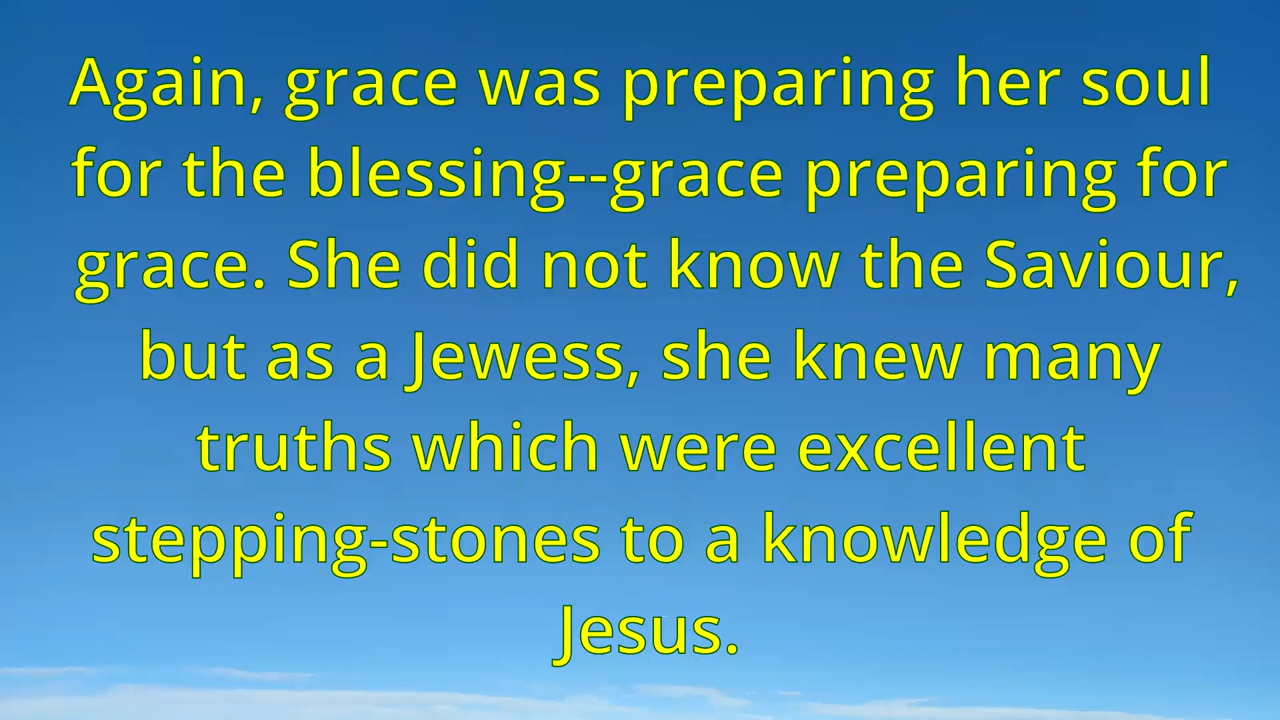 Again, grace was preparing her soul
for the blessing--grace preparing for
grace. She did not know the Saviour,
but as a Jewess, she knew many
truths which were excellent
stepping-stones to a knowledge of
Jesus.